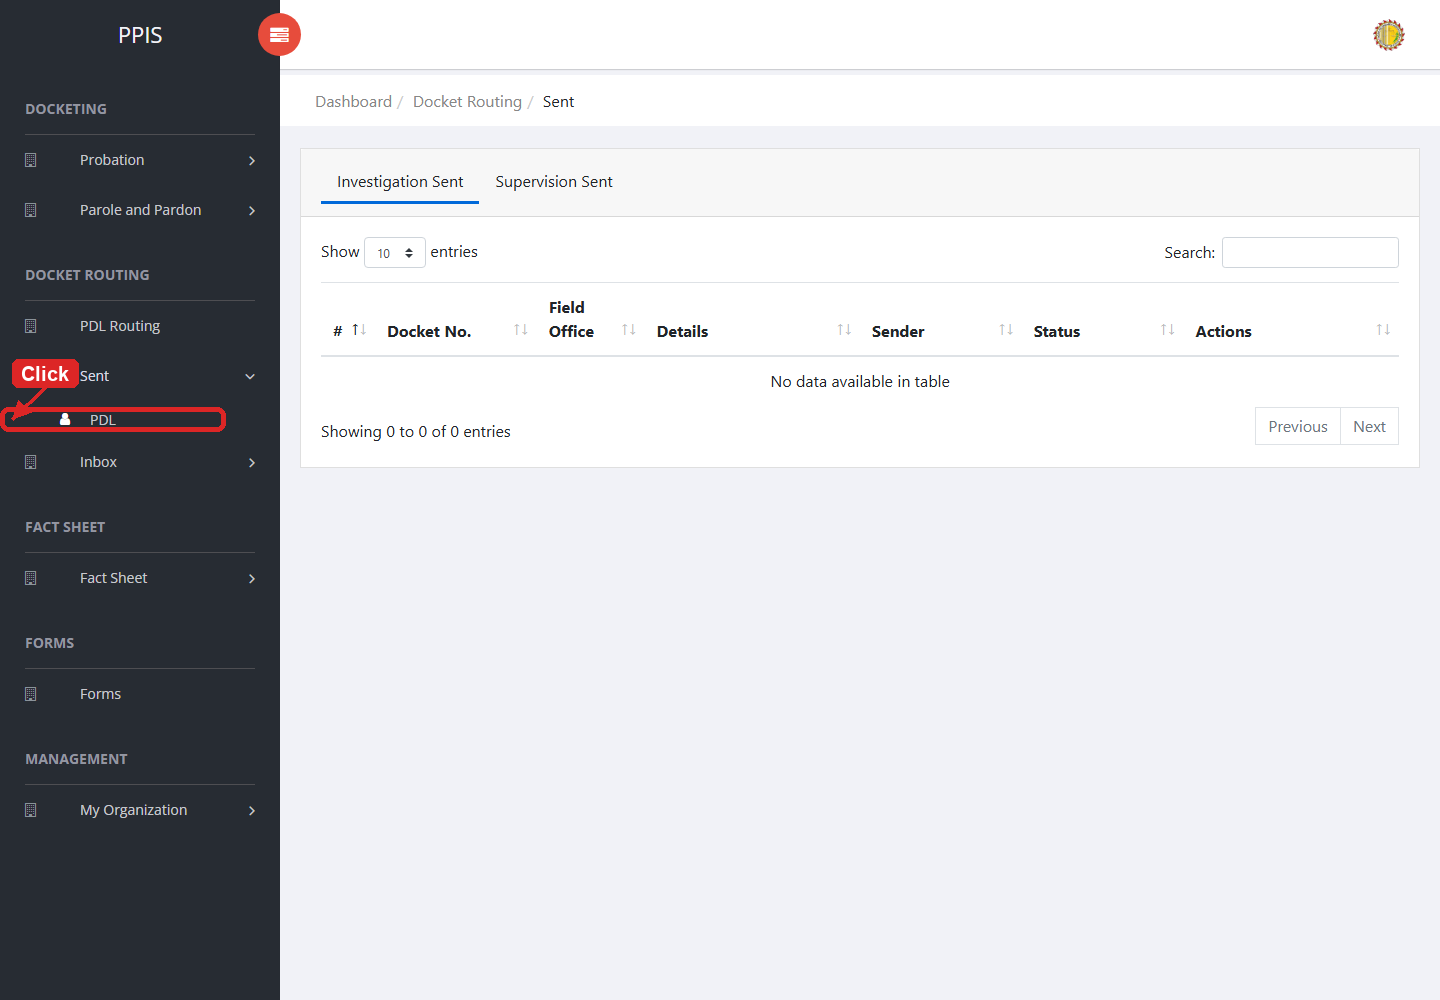 PPIS
DOCKETING
Probation
Parole and Pardon
DOCKET ROUTING
PDL Routing
Click
Sent
PDL
Inbox
FACT SHEET
Fact Sheet
FORMS
Forms
MANAGEMENT
My Organization
Dashboard / Docket Routing / Sent
Investigation Sent Supervision Sent
Show 10 entries Search:
# Docket No. Field Office Details Sender Status Actions
No data available in table
Showing 0 to 0 of 0 entries
Previous Next